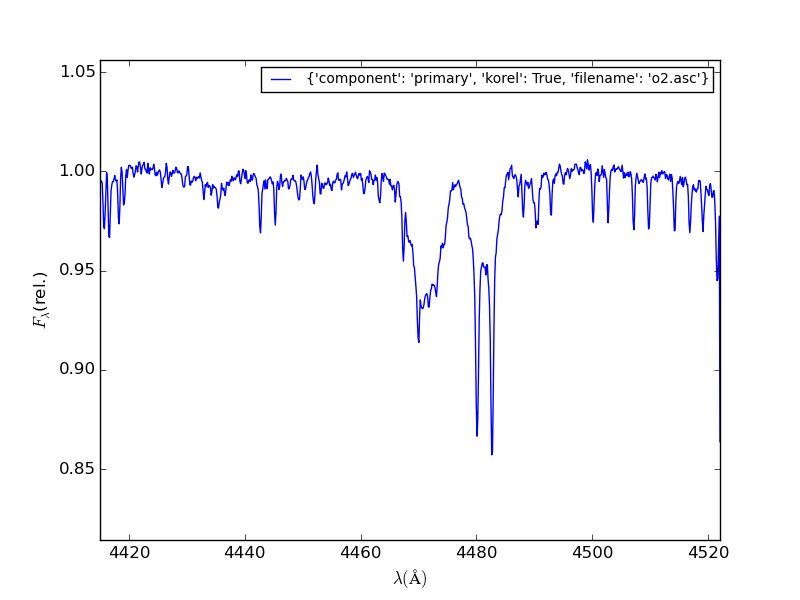 {'component': 'primary', 'korel': True, 'filename': 'o2.asc'}
1.05
1.00
0.95
0.90
0.85
F_λ(rel.)
4420 4440 4460 4480 4500 4520
λ(Å)